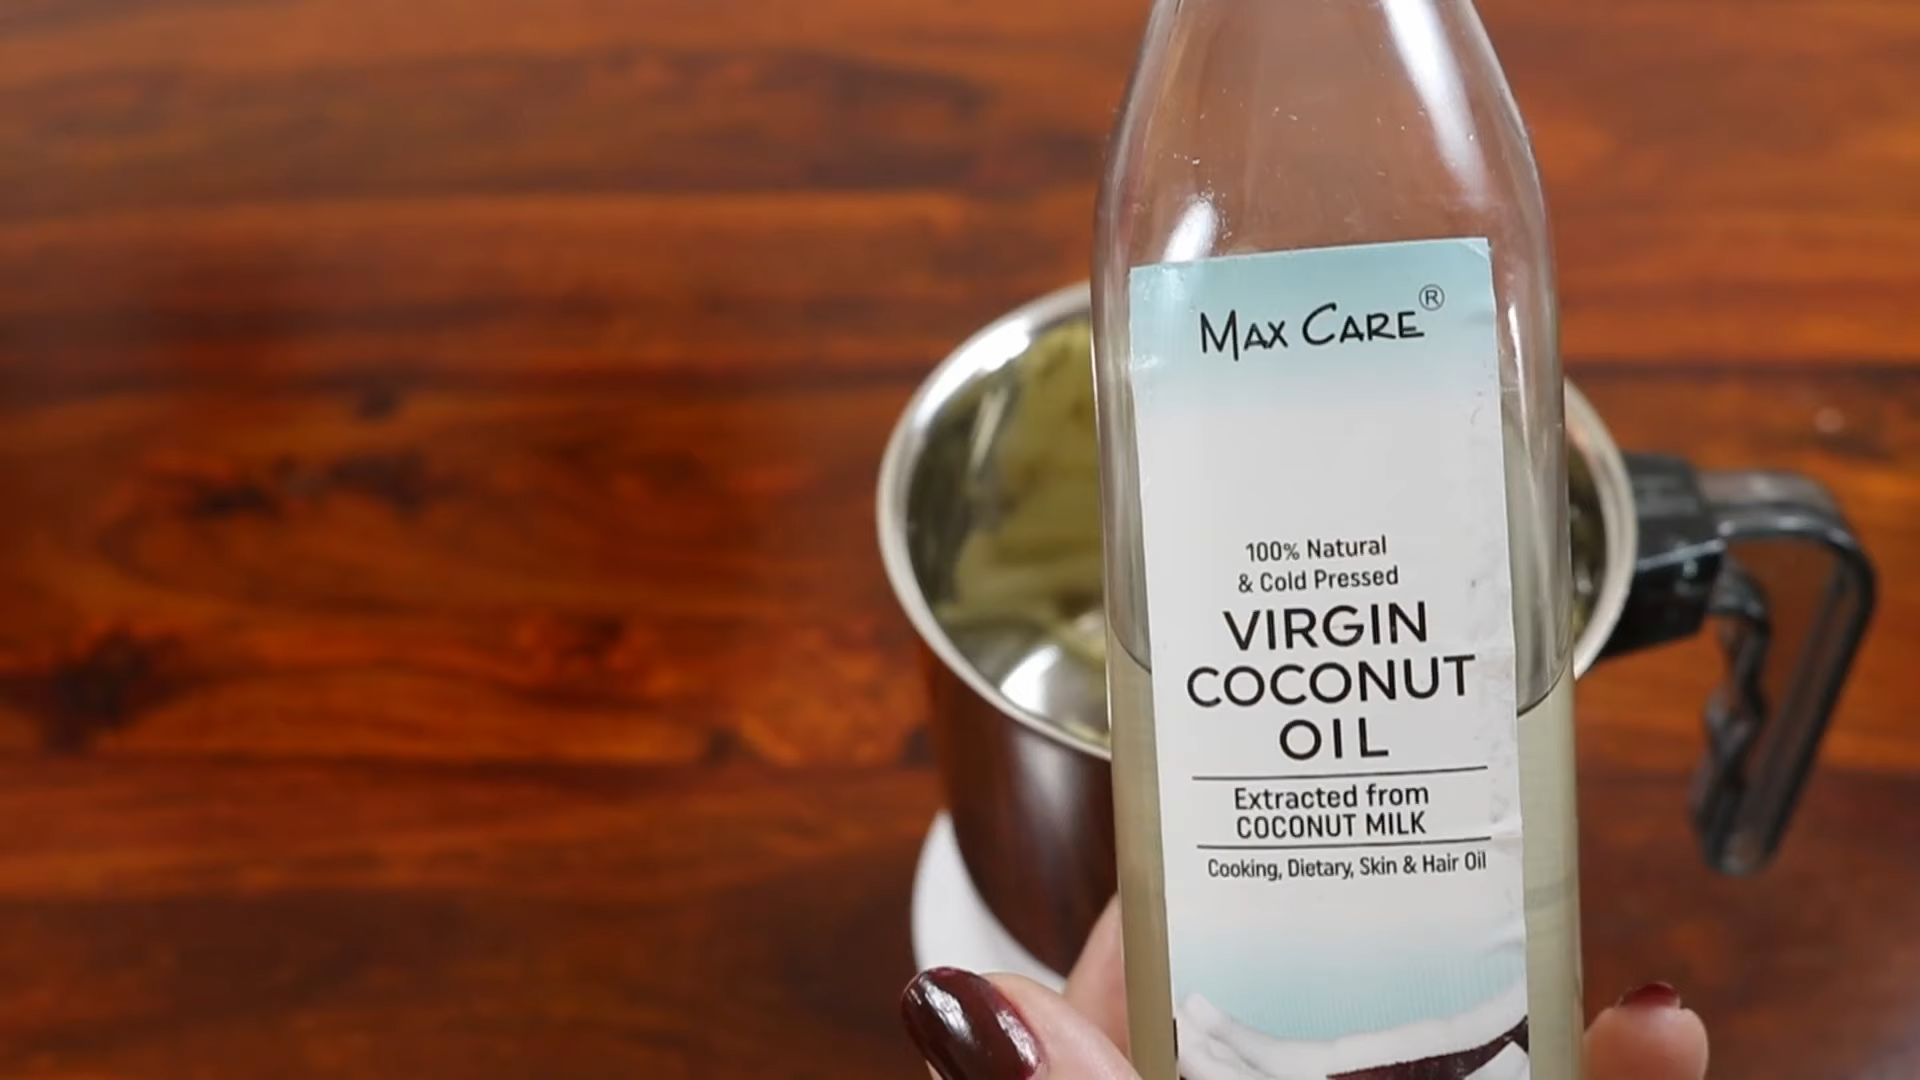 MAX CARE®
100% Natural
& Cold Pressed
VIRGIN
COCONUT
OIL
Extracted from
COCONUT MILK
Cooking, Dietary, Skin & Hair Oil